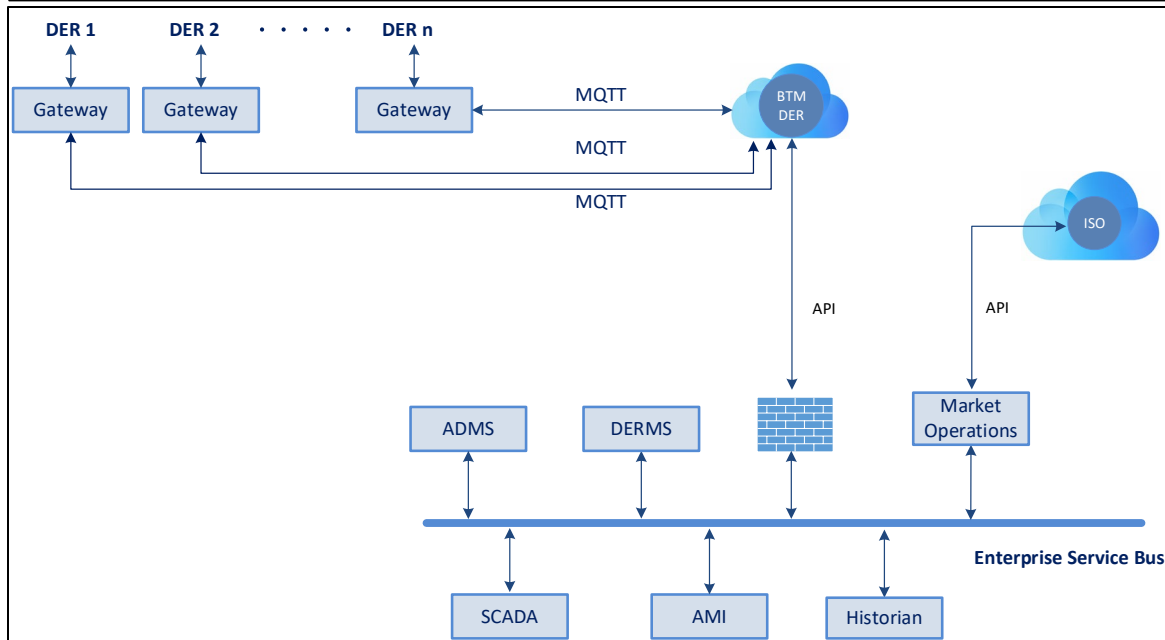 DER 1 DER 2 · · · · · DER n
Gateway Gateway Gateway
MQTT
BTM
DER
MQTT
MQTT
ISO
API API
ADMS DERMS
Market
Operations
Enterprise Service Bus
SCADA AMI Historian